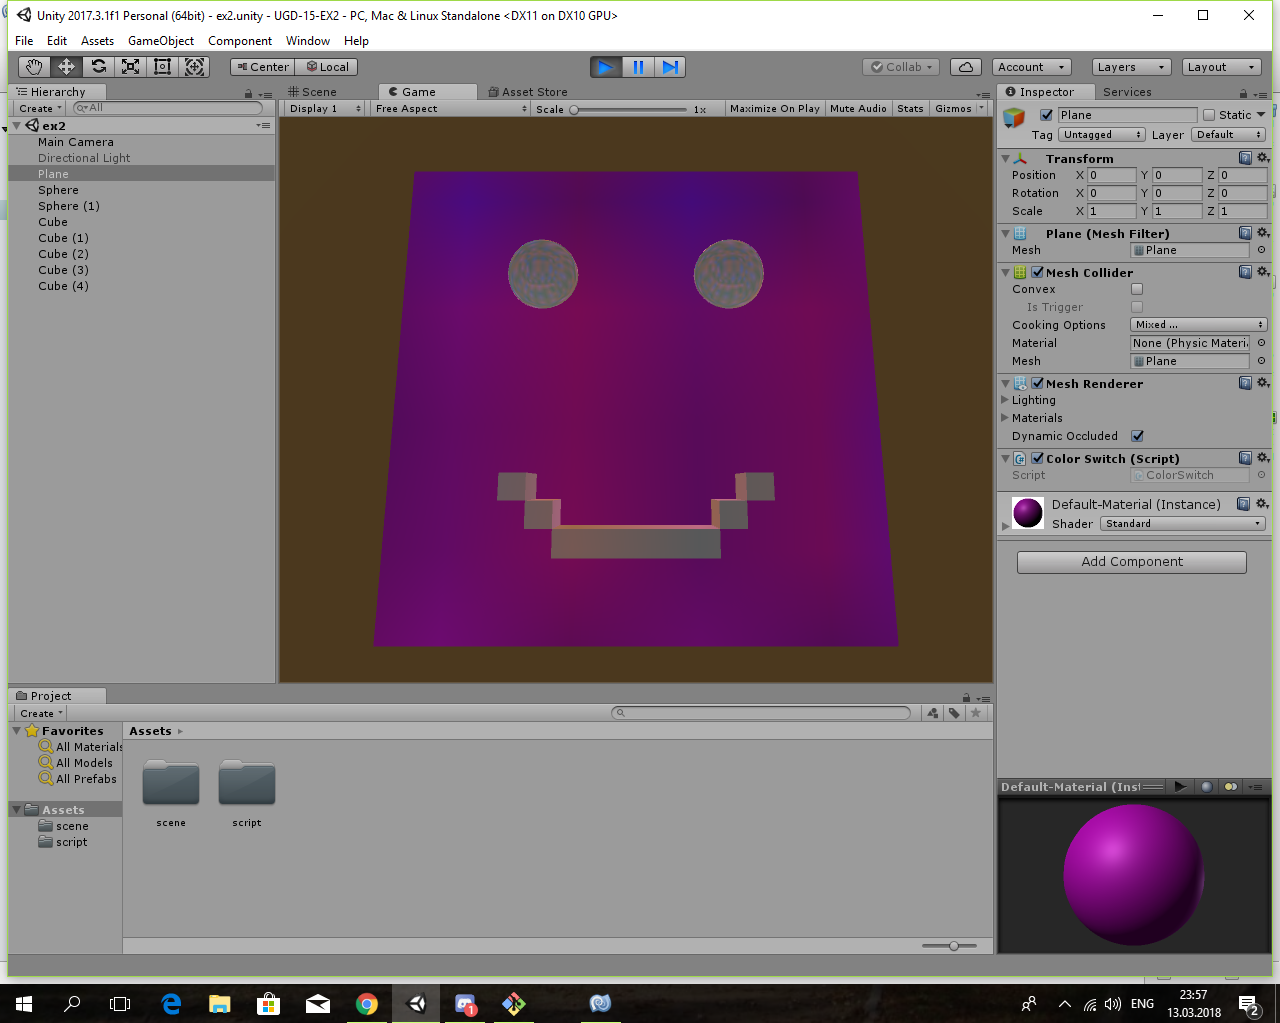 Unity 2017.3.1f1 Personal (64bit) - ex2.unity - UGD-15-EX2 - PC, Mac & Linux Standalone <DX11 on DX10 GPU>
File Edit Assets GameObject Component Window Help
Center Local Collab Account Layers Layout
Hierarchy
Create All
ex2
Main Camera
Directional Light
Plane
Sphere
Sphere (1)
Cube
Cube (1)
Cube (2)
Cube (3)
Cube (4)
Scene Game Asset Store
Display 1 Free Aspect Scale 1x Maximize On Play Mute Audio Stats Gizmos
Inspector Services
Plane Static
Tag Untagged Layer Default
Transform
Position X 0 Y 0 Z 0
Rotation X 0 Y 0 Z 0
Scale X 1 Y 1 Z 1
Plane (Mesh Filter)
Mesh Plane
Mesh Collider
Convex
Is Trigger
Cooking Options Mixed ...
Material None (Physic Materi
Mesh Plane
Mesh Renderer
Lighting
Materials
Dynamic Occluded
Color Switch (Script)
Script ColorSwitch
Default-Material (Instance)
Shader Standard
Add Component
Default-Material (Inst
Project
Create
Favorites
All Materials
All Models
All Prefabs
Assets
scene
script
Assets
scene script
1
ENG
23:57
13.03.2018
2